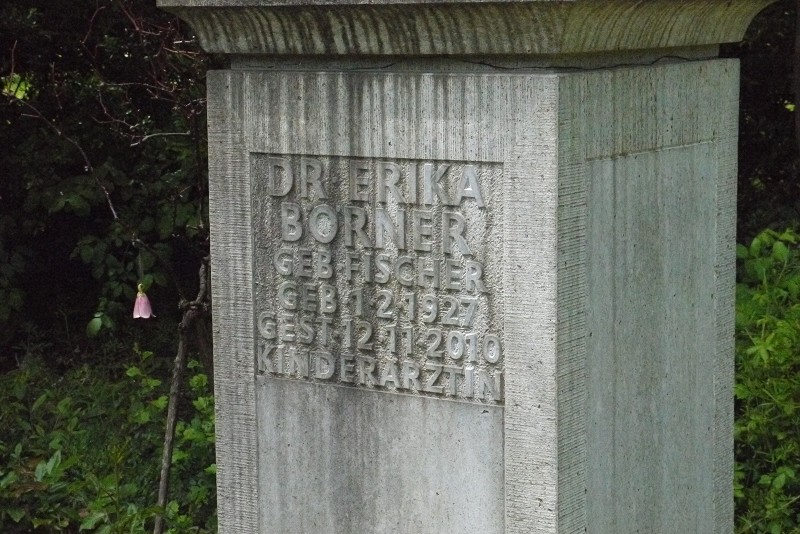 DR ERIKA
BORNER
GEB FISCHER
GEB 1 2 1927
GEST 12 11 2010
KINDERÄRZTIN